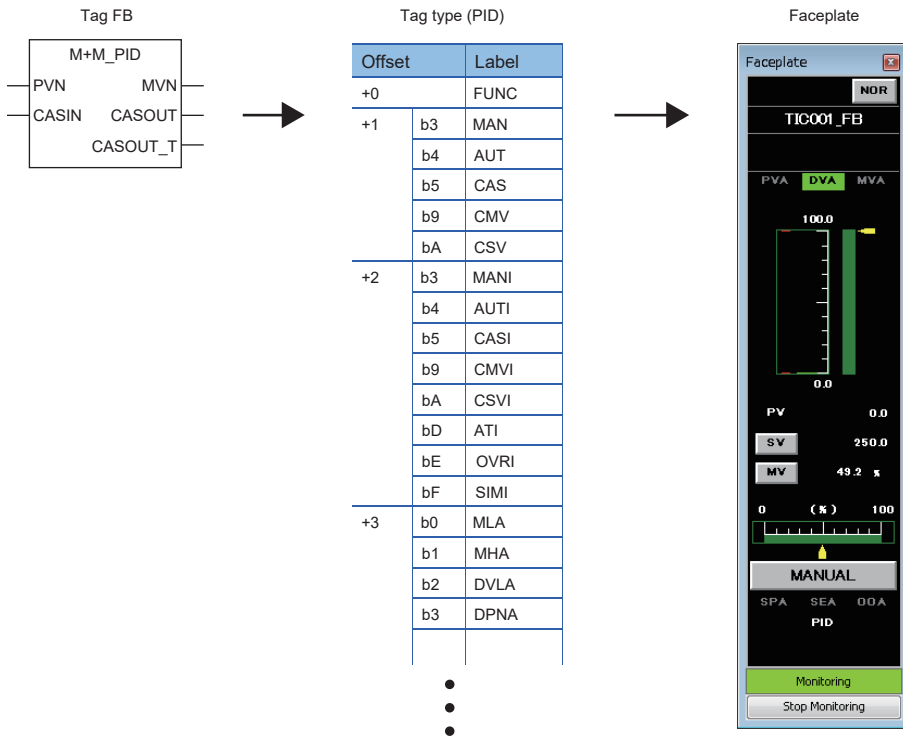 Tag FB
M+M_PID
PVN MVN
CASIN CASOUT
CASOUT_T
Tag type (PID)
Offset Label
+0 FUNC
+1 b3 MAN
b4 AUT
b5 CAS
b9 CMV
bA CSV
+2 b3 MANI
b4 AUTI
b5 CASI
b9 CMVI
bA CSVI
bD ATI
bE OVRI
bF SIMI
+3 b0 MLA
b1 MHA
b2 DVLA
b3 DPNA
Faceplate
Faceplate
NOR
TIC001_FB
PVA DVA MVA
100.0
0.0
PV 0.0
SV 250.0
MV 49.2 %
0 (%) 100
MANUAL
SPA SEA OOA
PID
Monitoring
Stop Monitoring